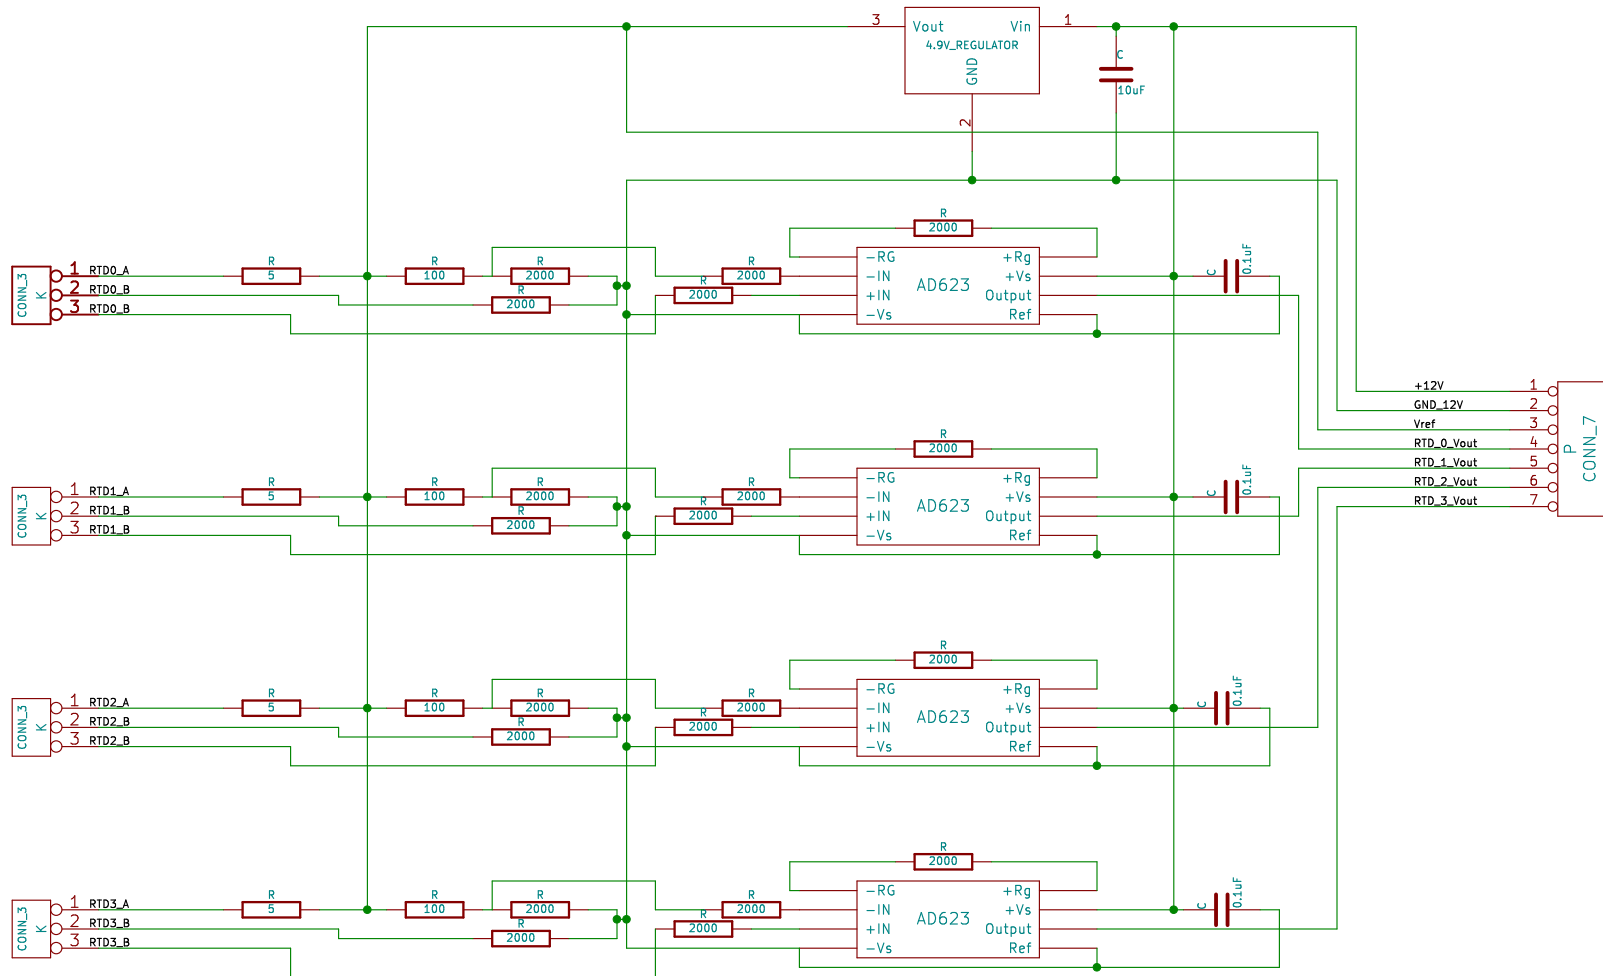 3
Vout
Vin
1
4.9V_REGULATOR
GND
2
C
10uF
CONN_3
K
1
RTD0_A
2
RTD0_B
3
RTD0_B
R
5
R
100
R
2000
R
2000
R
2000
R
2000
R
2000
-RG
+Rg
-IN
+Vs
AD623
+IN
Output
-Vs
Ref
C
0.1uF
+12V
1
GND_12V
2
Vref
3
RTD_0_Vout
4
RTD_1_Vout
5
RTD_2_Vout
6
RTD_3_Vout
7
P
CONN_7
CONN_3
K
1
RTD1_A
2
RTD1_B
3
RTD1_B
R
5
R
100
R
2000
R
2000
R
2000
R
2000
R
2000
-RG
+Rg
-IN
+Vs
AD623
+IN
Output
-Vs
Ref
C
0.1uF
CONN_3
K
1
RTD2_A
2
RTD2_B
3
RTD2_B
R
5
R
100
R
2000
R
2000
R
2000
R
2000
R
2000
-RG
+Rg
-IN
+Vs
AD623
+IN
Output
-Vs
Ref
C
0.1uF
CONN_3
K
1
RTD3_A
2
RTD3_B
3
RTD3_B
R
5
R
100
R
2000
R
2000
R
2000
R
2000
R
2000
-RG
+Rg
-IN
+Vs
AD623
+IN
Output
-Vs
Ref
C
0.1uF